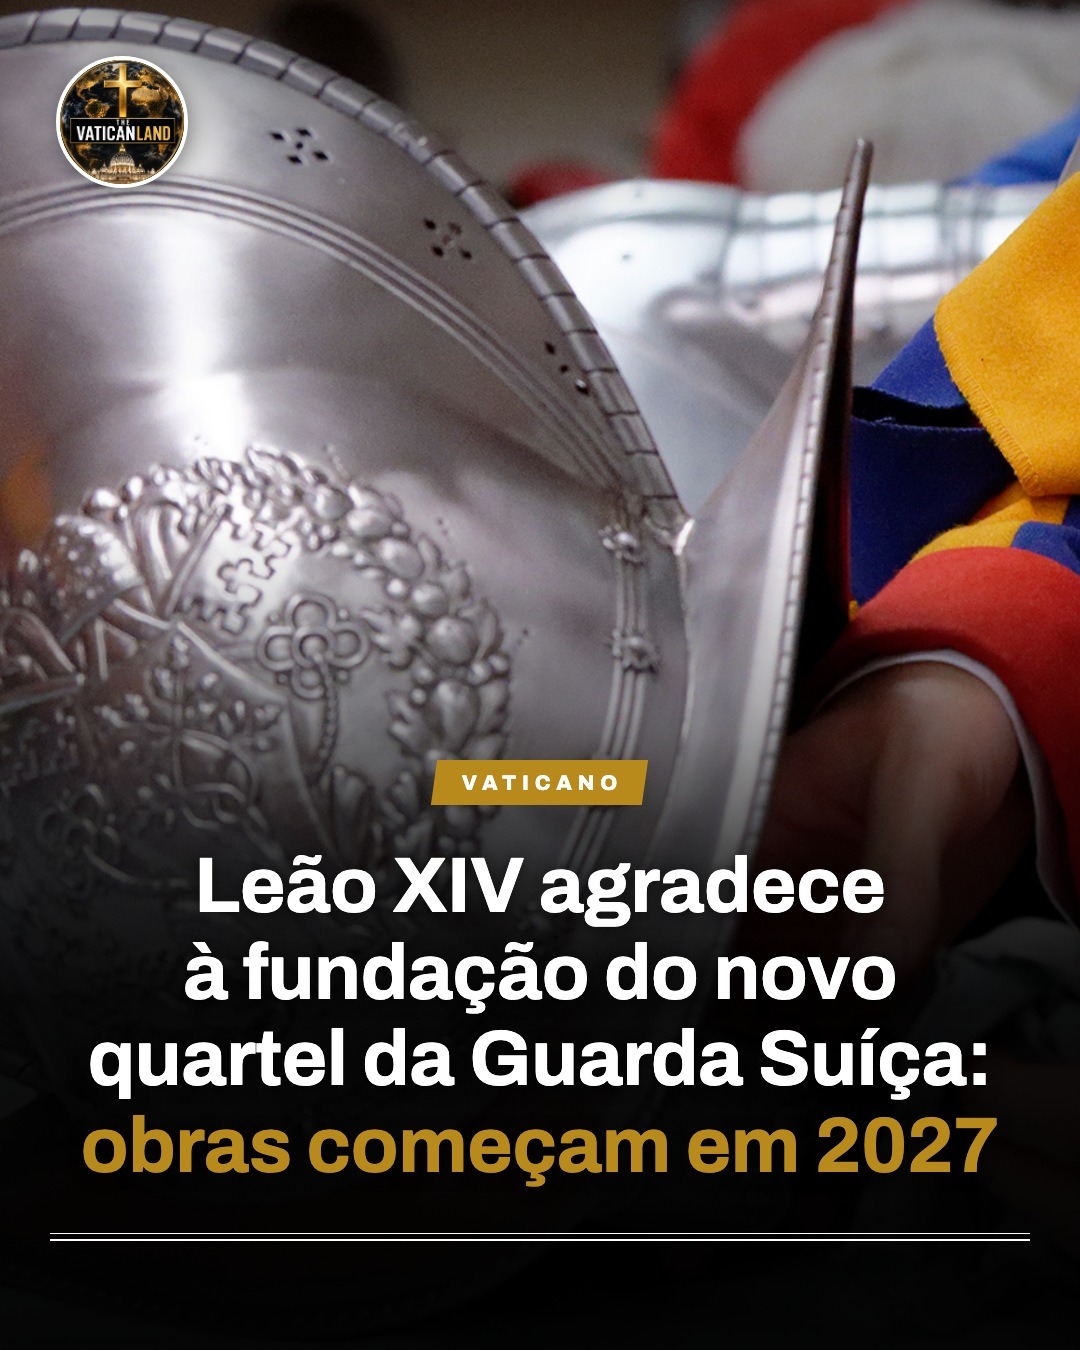 THE
VATICANLAND
VATICANO
Leão XIV agradece
à fundação do novo
quartel da Guarda Suíça:
obras começam em 2027